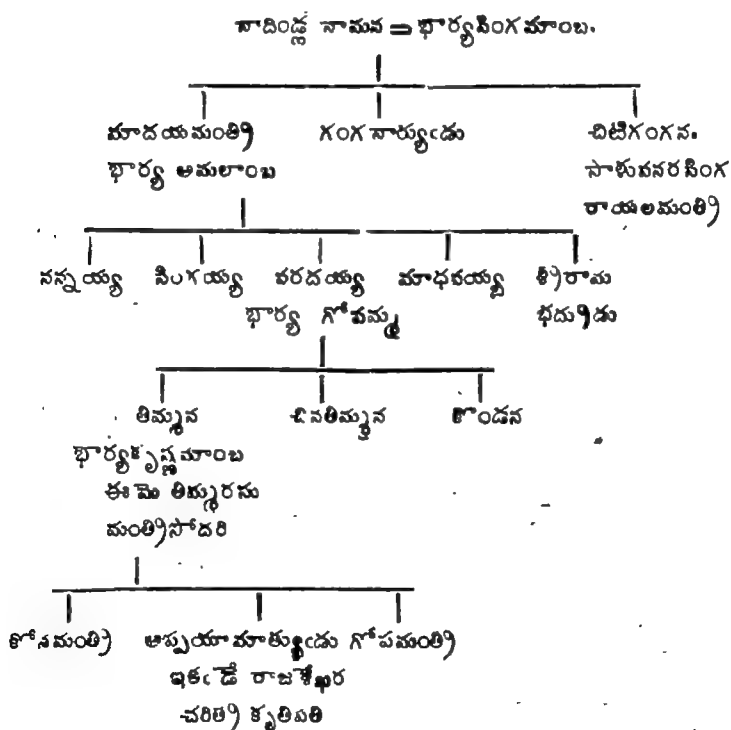 నాదిండ్ల నామన = భార్యసింగమాంబ.
మాదయమంత్రి గంగనార్యుఁడు చిటిగంగన.
భార్య అమలాంబ సాళువనరసింగ
రాయలమంత్రి
నన్నయ్య సింగయ్య వరదయ్య మాధవయ్య శ్రీరామ
భార్య గోపమ్మ భద్రుడు
తిమ్మన చినతిమ్మన కొండన
భార్యకృష్ణమాంబ
ఈమె తిమ్మరసు
మంత్రిసోదరి
కోనమంత్రి అప్పయామాత్యుఁడు గోపమంత్రి
ఇతఁడే రాజశేఖర
చరిత్ర కృతిపతి